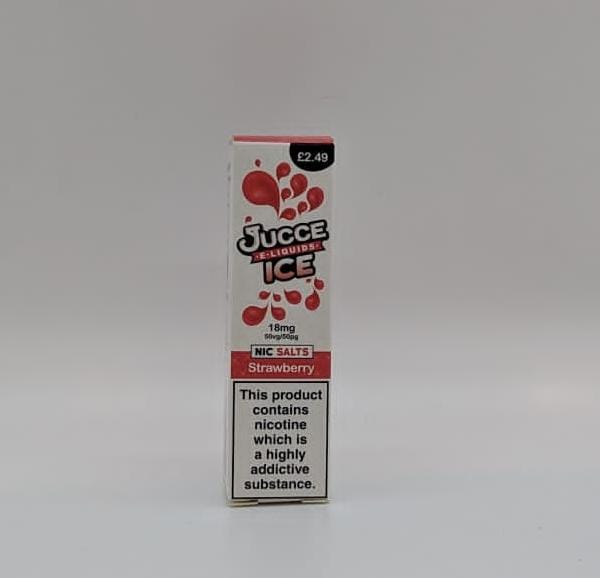 £2.49
JUCCE
E-LIQUIDS
ICE
18mg
50vg/50pg
NIC SALTS
Strawberry
This product
contains
nicotine
which is
a highly
addictive
substance.